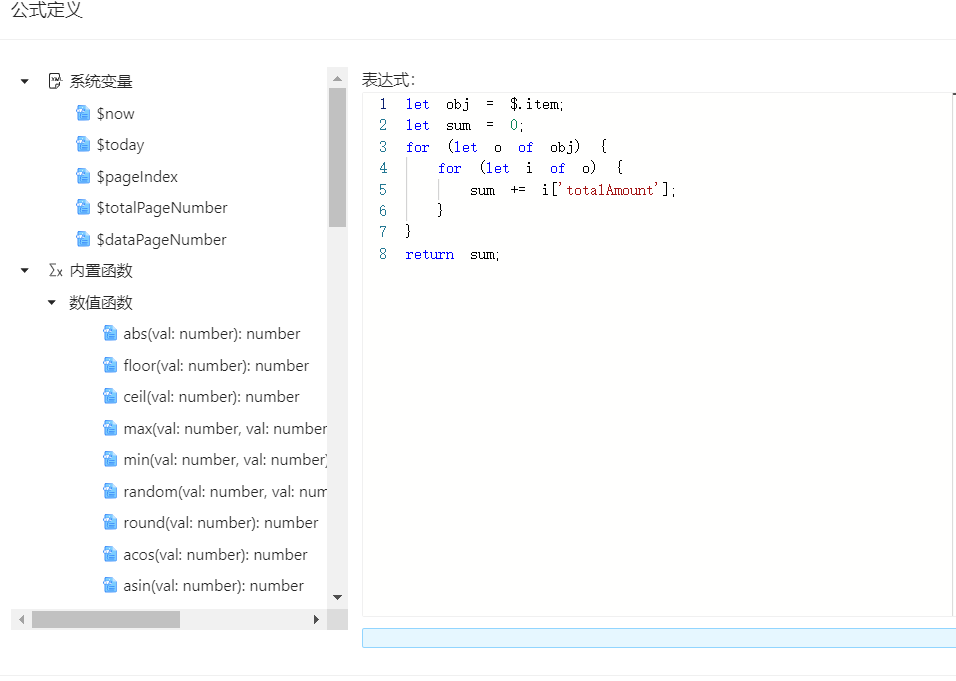 公式定义
系统变量
$now
$today
$pageIndex
$totalPageNumber
$dataPageNumber
Σx 内置函数
数值函数
abs(val: number): number
floor(val: number): number
ceil(val: number): number
max(val: number, val: number
min(val: number, val: number)
random(val: number, val: num
round(val: number): number
acos(val: number): number
asin(val: number): number
表达式:
1 let obj = $.item;
2 let sum = 0;
3 for (let o of obj) {
4 for (let i of o) {
5 sum += i['totalAmount'];
6 }
7 }
8 return sum;